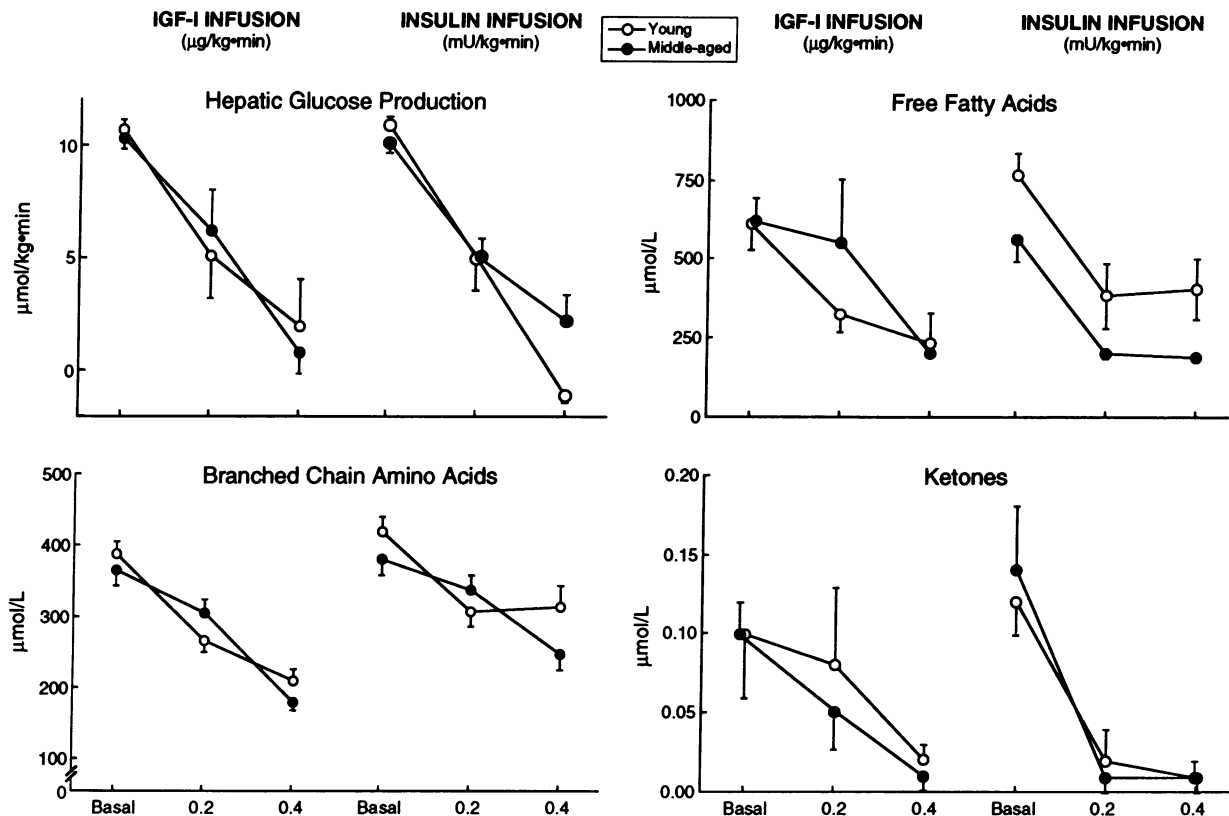 IGF-I INFUSION
(µg/kg•min)
INSULIN INFUSION
(mU/kg•min)
Young
Middle-aged
IGF-I INFUSION
(µg/kg•min)
INSULIN INFUSION
(mU/kg•min)
Hepatic Glucose Production
µmol/kg•min
10
5
0
Free Fatty Acids
µmol/L
1000
750
500
250
0
Branched Chain Amino Acids
µmol/L
500
400
300
200
100
0
Basal 0.2 0.4 Basal 0.2 0.4
Ketones
µmol/L
0.20
0.15
0.10
0.05
0.00
Basal 0.2 0.4 Basal 0.2 0.4